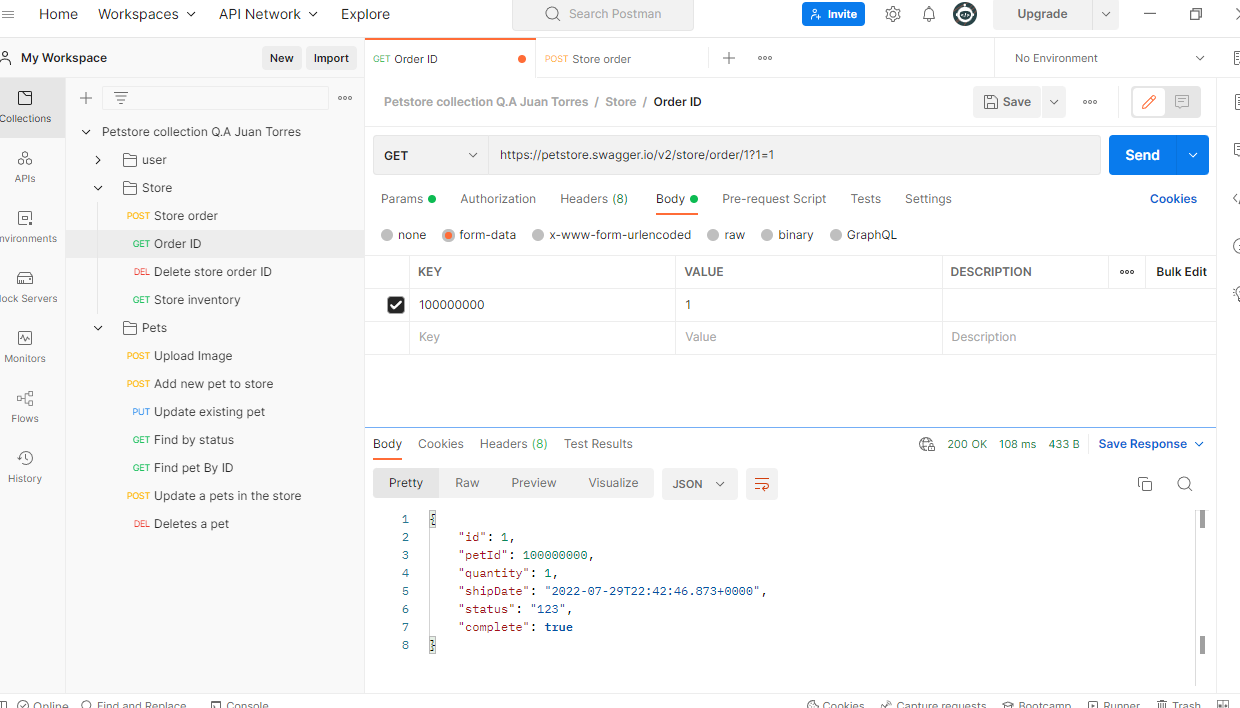 Home Workspaces API Network Explore Search Postman Invite Upgrade
My Workspace New Import
GET Order ID POST Store order No Environment
Collections
APIs
nvironments
lock Servers
Monitors
Flows
History
Petstore collection Q.A Juan Torres
user
Store
POST Store order
GET Order ID
DEL Delete store order ID
GET Store inventory
Pets
POST Upload Image
POST Add new pet to store
PUT Update existing pet
GET Find by status
GET Find pet By ID
POST Update a pets in the store
DEL Deletes a pet
Petstore collection Q.A Juan Torres / Store / Order ID Save
GET https://petstore.swagger.io/v2/store/order/1?1=1 Send
Params Authorization Headers (8) Body Pre-request Script Tests Settings Cookies
none form-data x-www-form-urlencoded raw binary GraphQL
KEY VALUE DESCRIPTION Bulk Edit
100000000 1
Key Value Description
Body Cookies Headers (8) Test Results 200 OK 108 ms 433 B Save Response
Pretty Raw Preview Visualize JSON
1 {
2 "id": 1,
3 "petId": 100000000,
4 "quantity": 1,
5 "shipDate": "2022-07-29T22:42:46.873+0000",
6 "status": "123",
7 "complete": true
8 }
Online Find and Replace Console Cookies Capture requests Bootcamp Runner Trash